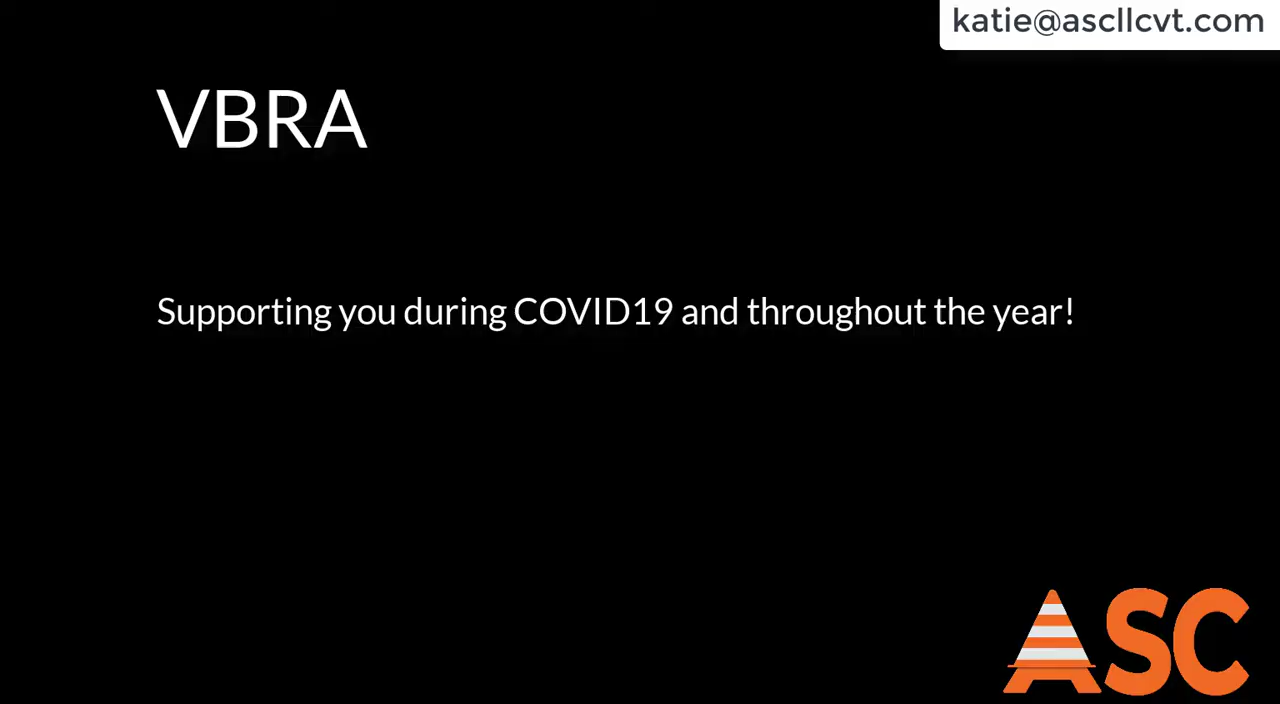 katie@ascllcvt.com
VBRA
Supporting you during COVID19 and throughout the year!
ASC